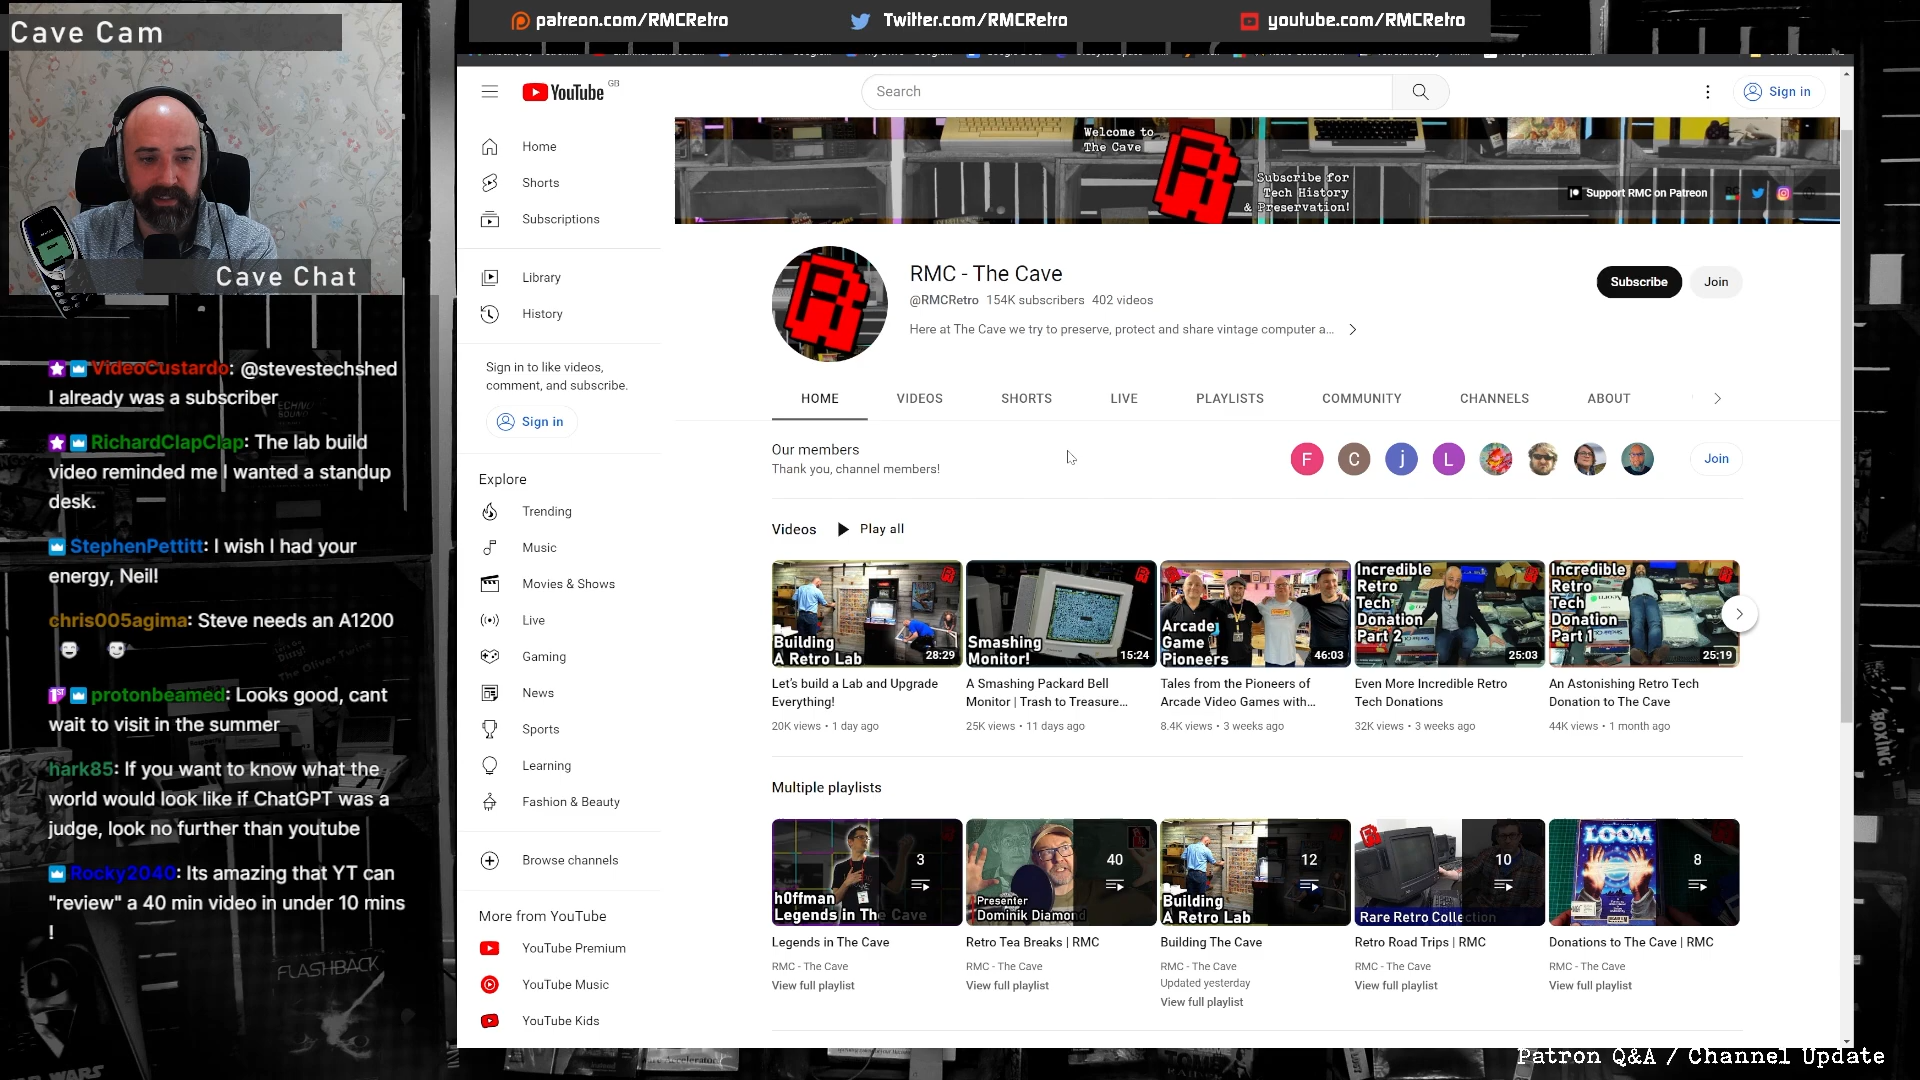 Cave Cam
patreon.com/RMCRetro
Twitter.com/RMCRetro
youtube.com/RMCRetro
YouTube GB
Search
Sign in
Home
Shorts
Subscriptions
Library
History
Sign in to like videos,
comment, and subscribe.
Sign in
Explore
Trending
Music
Movies & Shows
Live
Gaming
News
Sports
Learning
Fashion & Beauty
Browse channels
More from YouTube
YouTube Premium
YouTube Music
YouTube Kids
Welcome to
The Cave
Subscribe for
Tech History
& Preservation!
Support RMC on Patreon
RMC - The Cave
@RMCRetro 154K subscribers 402 videos
Here at The Cave we try to preserve, protect and share vintage computer a...
Subscribe
Join
HOME
VIDEOS
SHORTS
LIVE
PLAYLISTS
COMMUNITY
CHANNELS
ABOUT
Our members
Thank you, channel members!
F
C
j
L
Join
Videos
Play all
Building
A Retro Lab
28:29
Smashing
Monitor!
15:24
Arcade
Game
Pioneers
46:03
Incredible
Retro
Tech
Donation
Part 2
25:03
Incredible
Retro
Tech
Donation
Part 1
25:19
Let's build a Lab and Upgrade
Everything!
20K views • 1 day ago
A Smashing Packard Bell
Monitor | Trash to Treasure...
25K views • 11 days ago
Tales from the Pioneers of
Arcade Video Games with...
8.4K views • 3 weeks ago
Even More Incredible Retro
Tech Donations
32K views • 3 weeks ago
An Astonishing Retro Tech
Donation to The Cave
44K views • 1 month ago
Multiple playlists
h0ffman
Legends in The Cave
3
Presenter
Dominik Diamond
40
Building
A Retro Lab
12
Rare Retro Collection
10
LOOM
8
Legends in The Cave
RMC - The Cave
View full playlist
Retro Tea Breaks | RMC
RMC - The Cave
View full playlist
Building The Cave
RMC - The Cave
Updated yesterday
View full playlist
Retro Road Trips | RMC
RMC - The Cave
View full playlist
Donations to The Cave | RMC
RMC - The Cave
View full playlist
Cave Chat
VideoCustardo: @stevestechshed
I already was a subscriber
RichardClapClap: The lab build
video reminded me I wanted a standup
desk.
StephenPettitt: I wish I had your
energy, Neil!
chris005agima: Steve needs an A1200
1ST protonbeamed: Looks good, cant
wait to visit in the summer
hark85: If you want to know what the
world would look like if ChatGPT was a
judge, look no further than youtube
Rocky2040: Its amazing that YT can
"review" a 40 min video in under 10 mins
!
FLASHBACK
BOXING
Patron Q&A / Channel Update